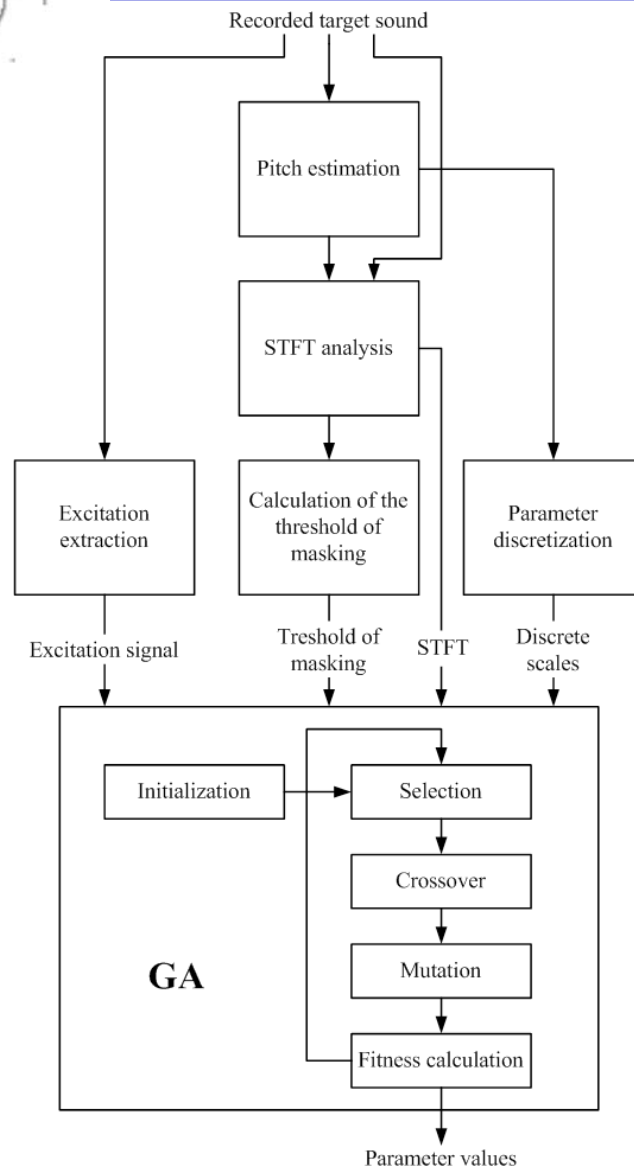 Recorded target sound
Pitch estimation
STFT analysis
Excitation
extraction
Calculation of the
threshold of
masking
Parameter
discretization
Excitation signal
Treshold of
masking
STFT
Discrete
scales
Initialization
Selection
Crossover
Mutation
GA
Fitness calculation
Parameter values